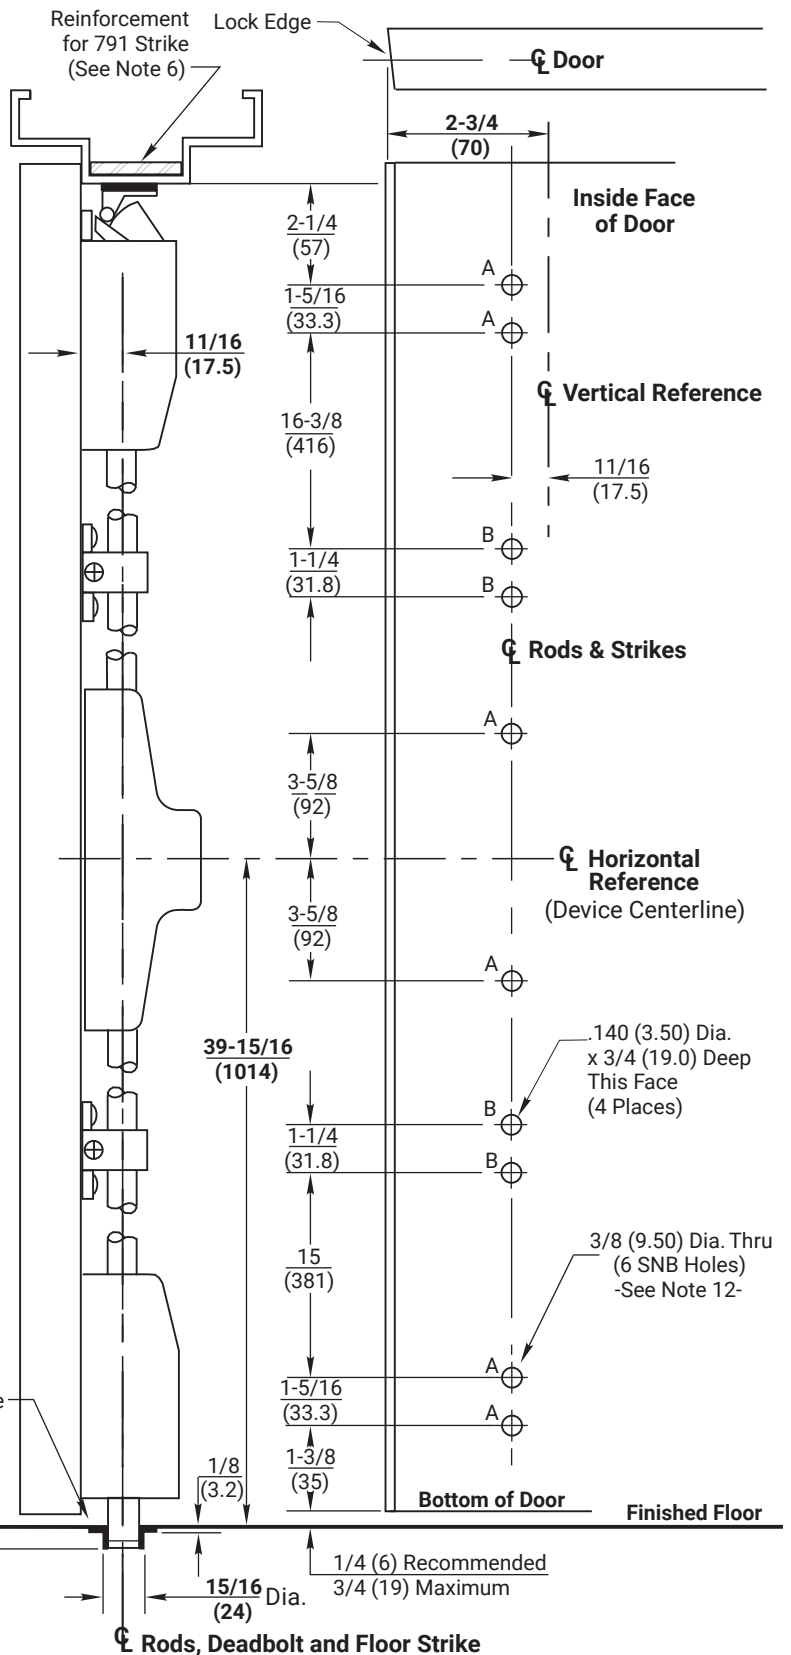 Reinforcement
for 791 Strike
(See Note 6)
Lock Edge
℄ Door
2-3/4
(70)
Inside Face
of Door
2-1/4
(57)
A
1-5/16
(33.3)
A
11/16
(17.5)
℄ Vertical Reference
16-3/8
(416)
11/16
(17.5)
B
1-1/4
(31.8)
B
℄ Rods & Strikes
A
3-5/8
(92)
℄ Horizontal
Reference
(Device Centerline)
3-5/8
(92)
A
39-15/16
(1014)
.140 (3.50) Dia.
x 3/4 (19.0) Deep
This Face
(4 Places)
B
1-1/4
(31.8)
B
15
(381)
3/8 (9.50) Dia. Thru
(6 SNB Holes)
-See Note 12-
A
1-5/16
(33.3)
A
1-3/8
(35)
1/8
(3.2)
Bottom of Door
Finished Floor
1/4 (6) Recommended
3/4 (19) Maximum
15/16
(24)
Dia.
℄ Rods, Deadbolt and Floor Strike